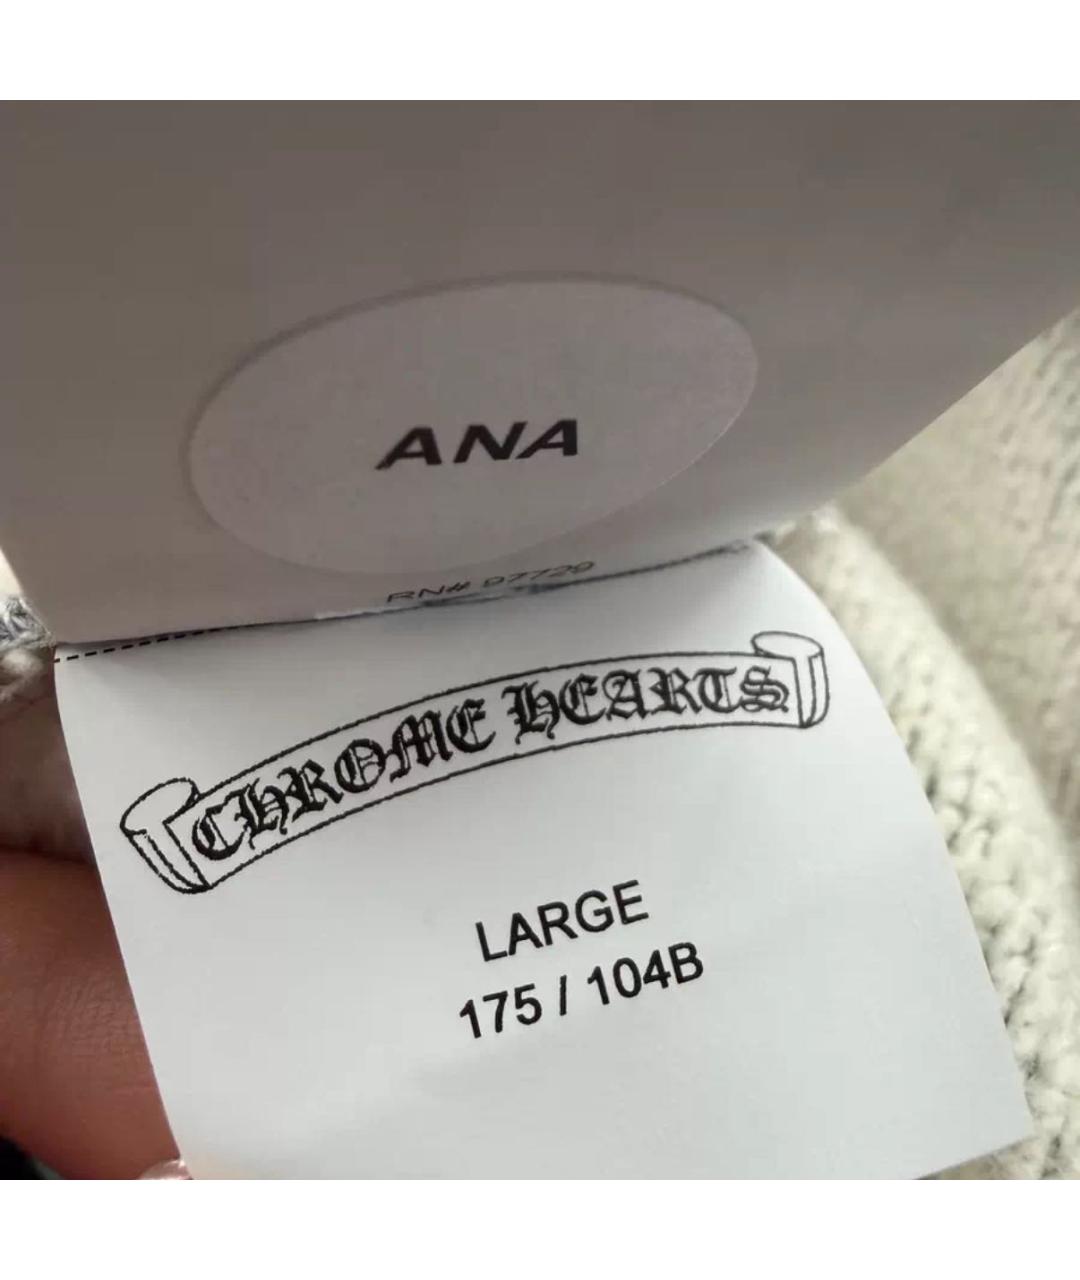 ANA
RN# 97729
CHROME HEARTS
LARGE
175 / 104B